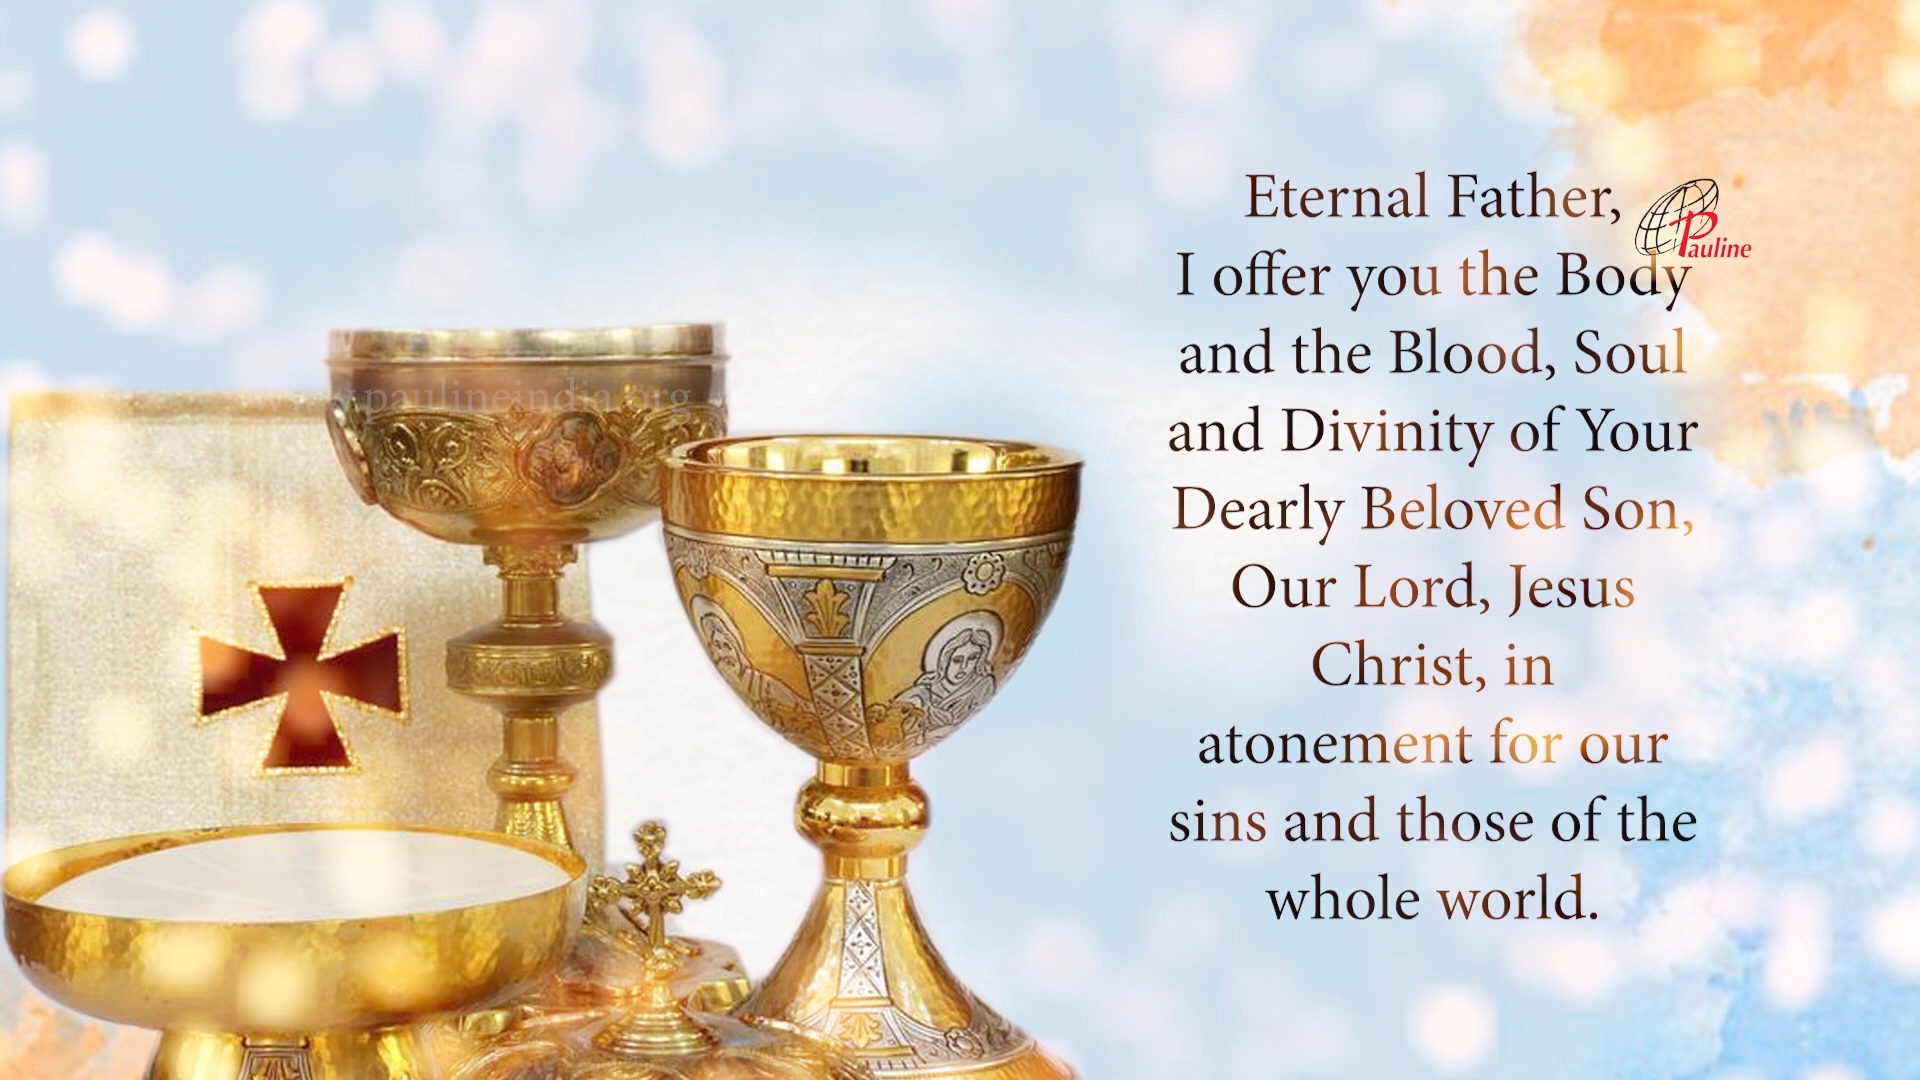 Eternal Father,
Pauline
I offer you the Body
and the Blood, Soul
and Divinity of Your
Dearly Beloved Son,
Our Lord, Jesus
Christ, in
atonement for our
sins and those of the
whole world.
paulineindia.org